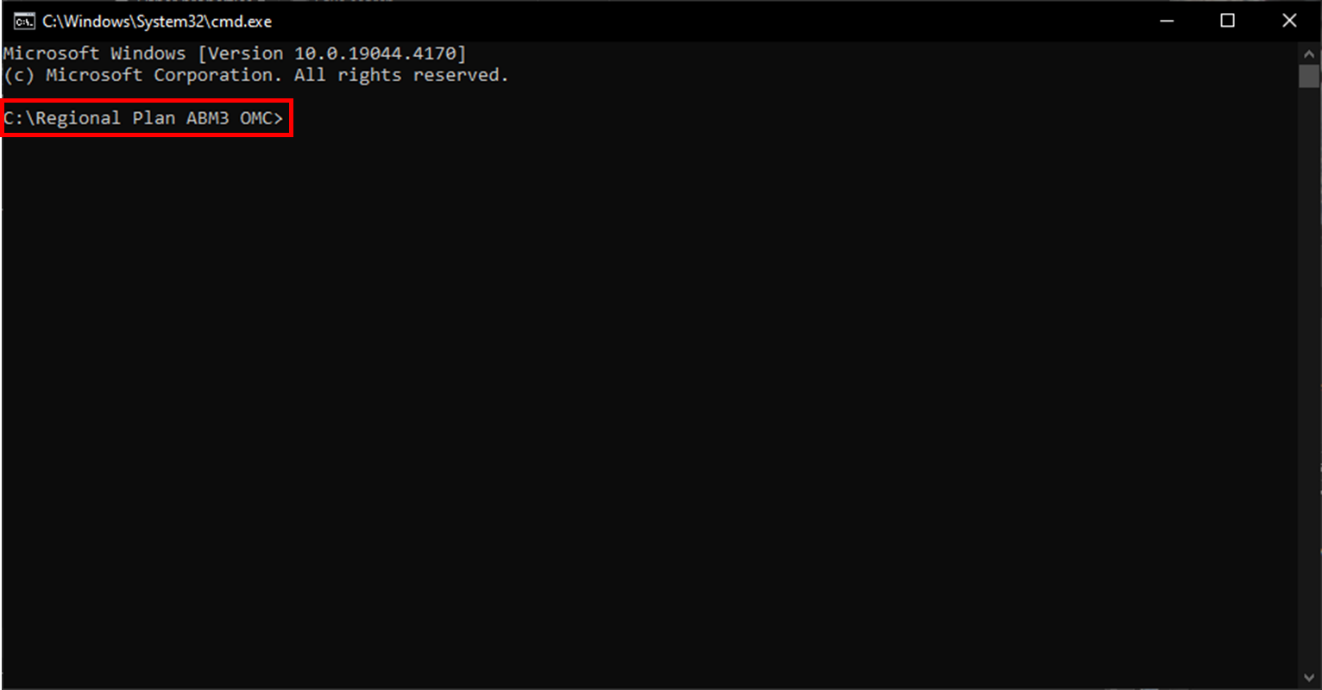 C:\Windows\System32\cmd.exe
Microsoft Windows [Version 10.0.19044.4170]
(c) Microsoft Corporation. All rights reserved.
C:\Regional Plan ABM3 OMC>